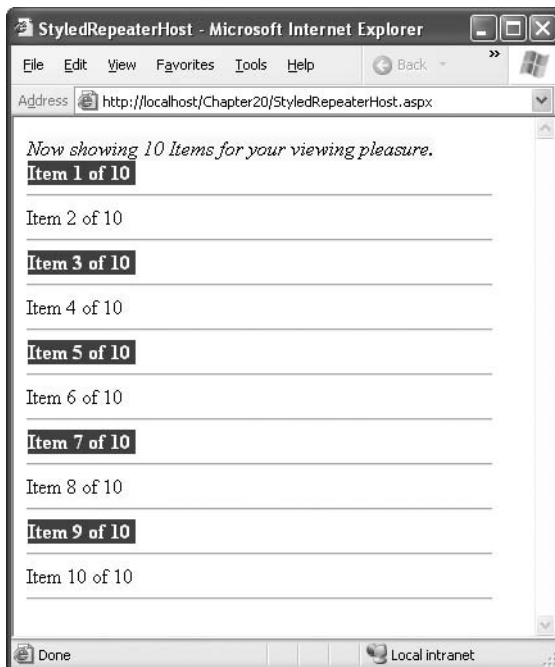 StyledRepeaterHost - Microsoft Internet Explorer
File Edit View Favorites Tools Help Back »
Address http://localhost/Chapter20/StyledRepeaterHost.aspx
Now showing 10 Items for your viewing pleasure.
Item 1 of 10
Item 2 of 10
Item 3 of 10
Item 4 of 10
Item 5 of 10
Item 6 of 10
Item 7 of 10
Item 8 of 10
Item 9 of 10
Item 10 of 10
Done Local intranet